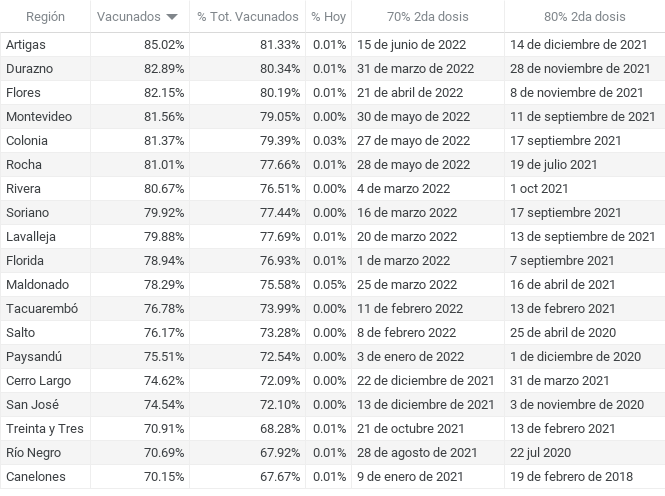 Región Vacunados % Tot. Vacunados % Hoy 70% 2da dosis 80% 2da dosis
Artigas 85.02% 81.33% 0.01% 15 de junio de 2022 14 de diciembre de 2021
Durazno 82.89% 80.34% 0.01% 31 de marzo de 2022 28 de noviembre de 2021
Flores 82.15% 80.19% 0.01% 21 de abril de 2022 8 de noviembre de 2021
Montevideo 81.56% 79.05% 0.00% 30 de mayo de 2022 11 de septiembre de 2021
Colonia 81.37% 79.39% 0.03% 27 de mayo de 2022 17 septiembre 2021
Rocha 81.01% 77.66% 0.01% 28 de mayo de 2022 19 de julio 2021
Rivera 80.67% 76.51% 0.00% 4 de marzo 2022 1 oct 2021
Soriano 79.92% 77.44% 0.00% 16 de marzo 2022 17 septiembre 2021
Lavalleja 79.88% 77.69% 0.01% 20 de marzo 2022 13 de septiembre de 2021
Florida 78.94% 76.93% 0.01% 1 de marzo 2022 7 septiembre 2021
Maldonado 78.29% 75.58% 0.05% 25 de marzo 2022 16 de abril de 2021
Tacuarembó 76.78% 73.99% 0.00% 11 de febrero 2022 13 de febrero 2021
Salto 76.17% 73.28% 0.00% 8 de febrero 2022 25 de abril de 2020
Paysandú 75.51% 72.54% 0.00% 3 de enero de 2022 1 de diciembre de 2020
Cerro Largo 74.62% 72.09% 0.00% 22 de diciembre de 2021 31 de marzo 2021
San José 74.54% 72.10% 0.00% 13 de diciembre de 2021 3 de noviembre de 2020
Treinta y Tres 70.91% 68.28% 0.01% 21 de octubre 2021 13 de febrero 2021
Río Negro 70.69% 67.92% 0.01% 28 de agosto de 2021 22 jul 2020
Canelones 70.15% 67.67% 0.01% 9 de enero de 2021 19 de febrero de 2018